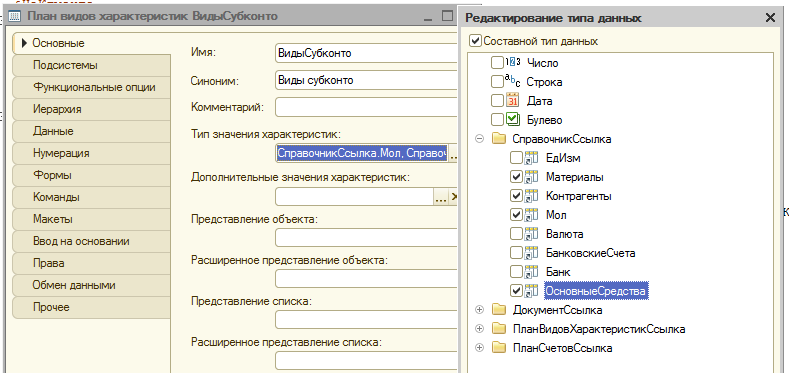 План видов характеристик ВидыСубконто
Основные
Подсистемы
Функциональные опции
Иерархия
Данные
Нумерация
Формы
Команды
Макеты
Ввод на основании
Права
Обмен данными
Прочее
Имя:
ВидыСубконто
Синоним:
Виды субконто
Комментарий:
Тип значения характеристик:
СправочникСсылка.Мол, Справоч
...
Дополнительные значения характеристик:
...
Представление объекта:
Расширенное представление объекта:
Представление списка:
Расширенное представление списка:
Редактирование типа данных
Составной тип данных
Число
Строка
Дата
Булево
СправочникСсылка
ЕдИзм
Материалы
Контрагенты
Мол
Валюта
БанковскиеСчета
Банк
ОсновныеСредства
ДокументСсылка
ПланВидовХарактеристикСсылка
ПланСчетовСсылка